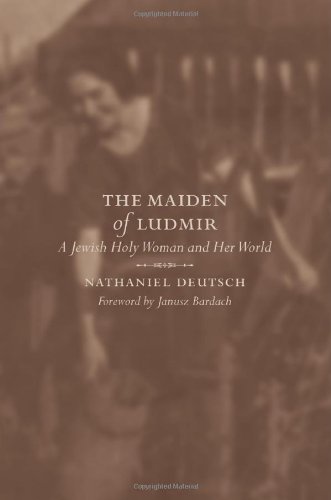 THE MAIDEN
of LUDMIR
A Jewish Holy Woman and Her World
NATHANIEL DEUTSCH
Foreword by Janusz Bardach